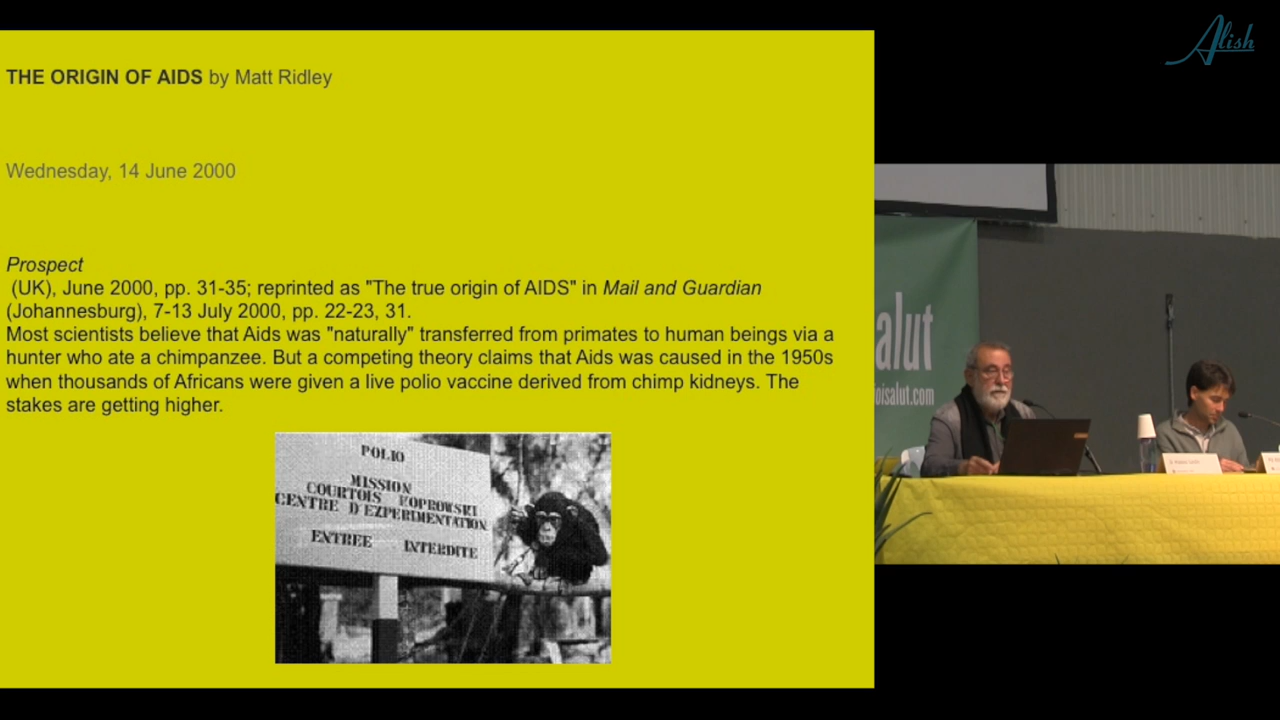 Alish
THE ORIGIN OF AIDS by Matt Ridley
Wednesday, 14 June 2000
Prospect
(UK), June 2000, pp. 31-35; reprinted as "The true origin of AIDS" in Mail and Guardian
(Johannesburg), 7-13 July 2000, pp. 22-23, 31.
Most scientists believe that Aids was "naturally" transferred from primates to human beings via a
hunter who ate a chimpanzee. But a competing theory claims that Aids was caused in the 1950s
when thousands of Africans were given a live polio vaccine derived from chimp kidneys. The
stakes are getting higher.
POLIO
MISSION
COURTOIS KOPROWSKI
CENTRE D'EXPERIMENTATION
ENTREE INTERDITE
alut
oisalut.com